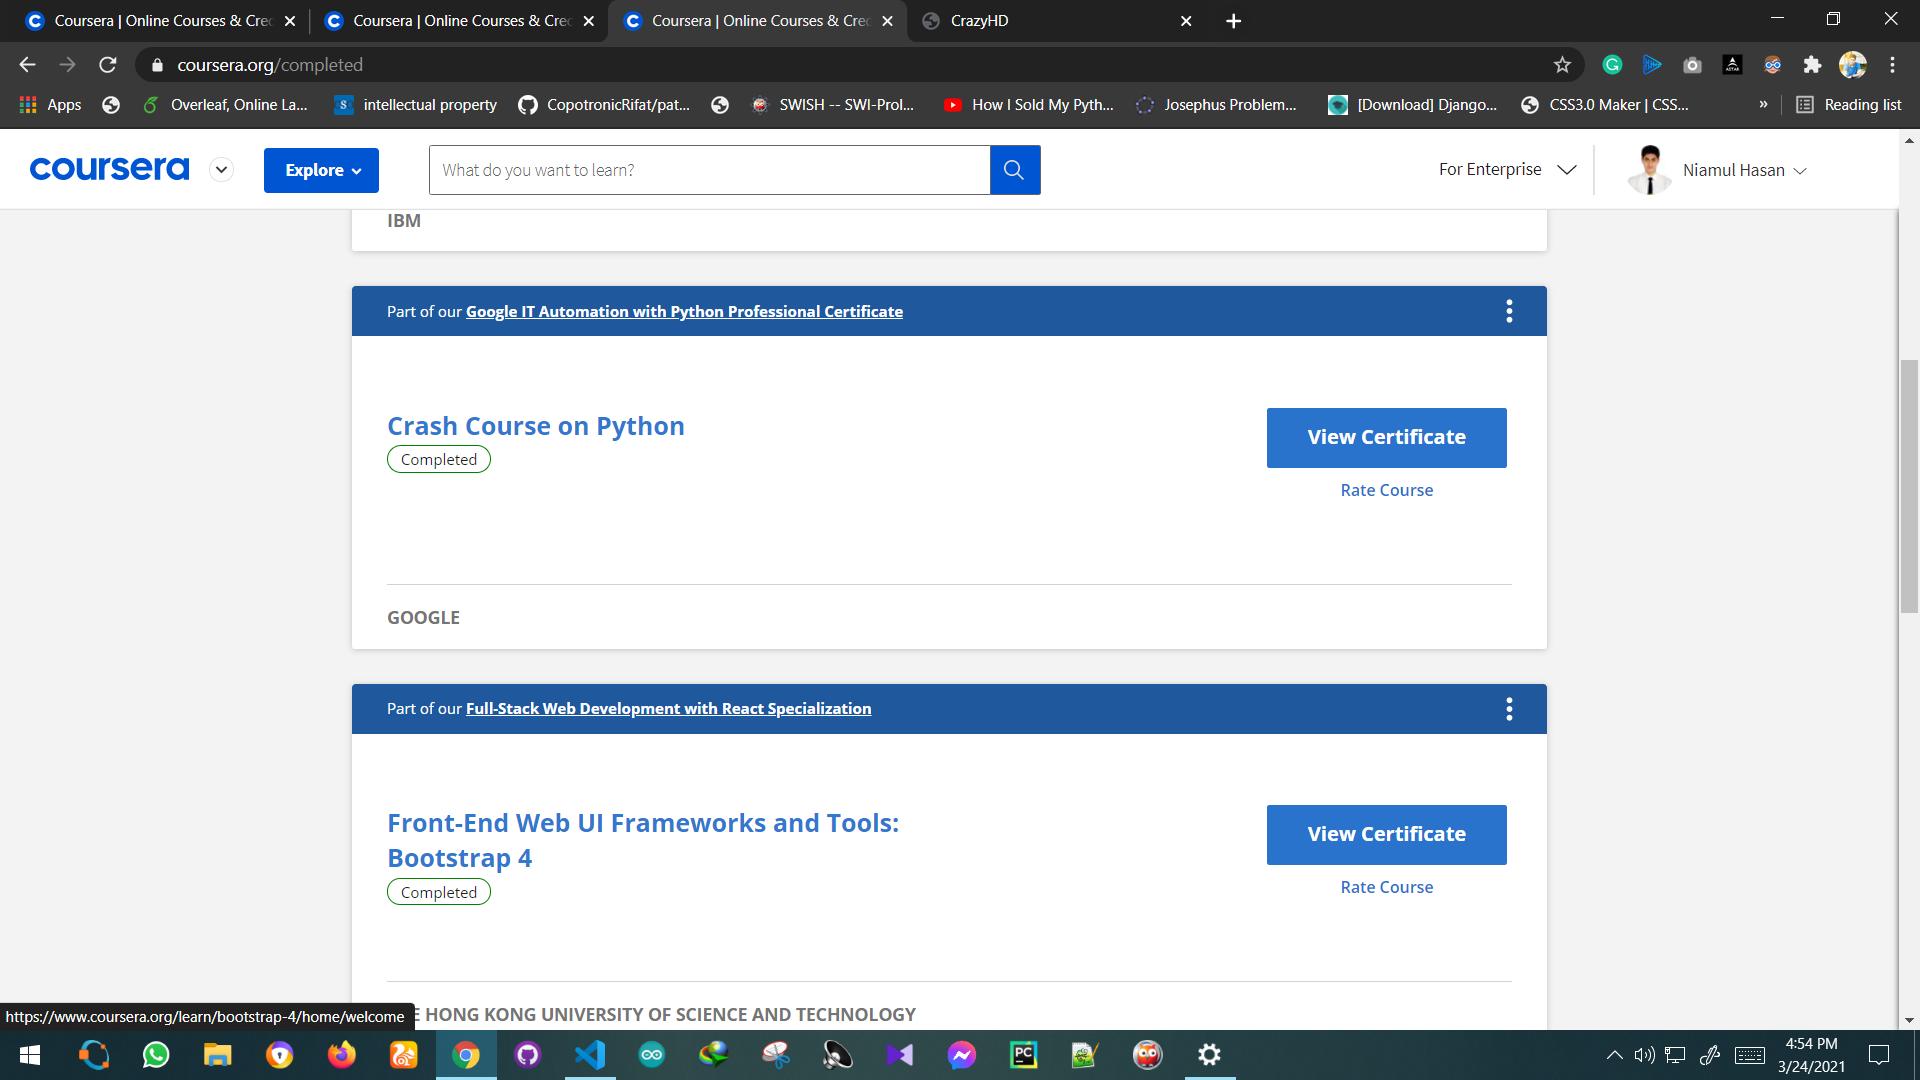 Coursera | Online Courses & Cred
Coursera | Online Courses & Cred
Coursera | Online Courses & Cred
CrazyHD
coursera.org/completed
Apps
Overleaf, Online La...
intellectual property
CopotronicRifat/pat...
SWISH -- SWI-Prol...
How I Sold My Pyth...
Josephus Problem...
[Download] Django...
CSS3.0 Maker | CSS...
»
Reading list
coursera
Explore
What do you want to learn?
For Enterprise
Niamul Hasan
IBM
Part of our Google IT Automation with Python Professional Certificate
Crash Course on Python
Completed
View Certificate
Rate Course
GOOGLE
Part of our Full-Stack Web Development with React Specialization
Front-End Web UI Frameworks and Tools:
Bootstrap 4
Completed
View Certificate
Rate Course
E HONG KONG UNIVERSITY OF SCIENCE AND TECHNOLOGY
https://www.coursera.org/learn/bootstrap-4/home/welcome
4:54 PM
3/24/2021